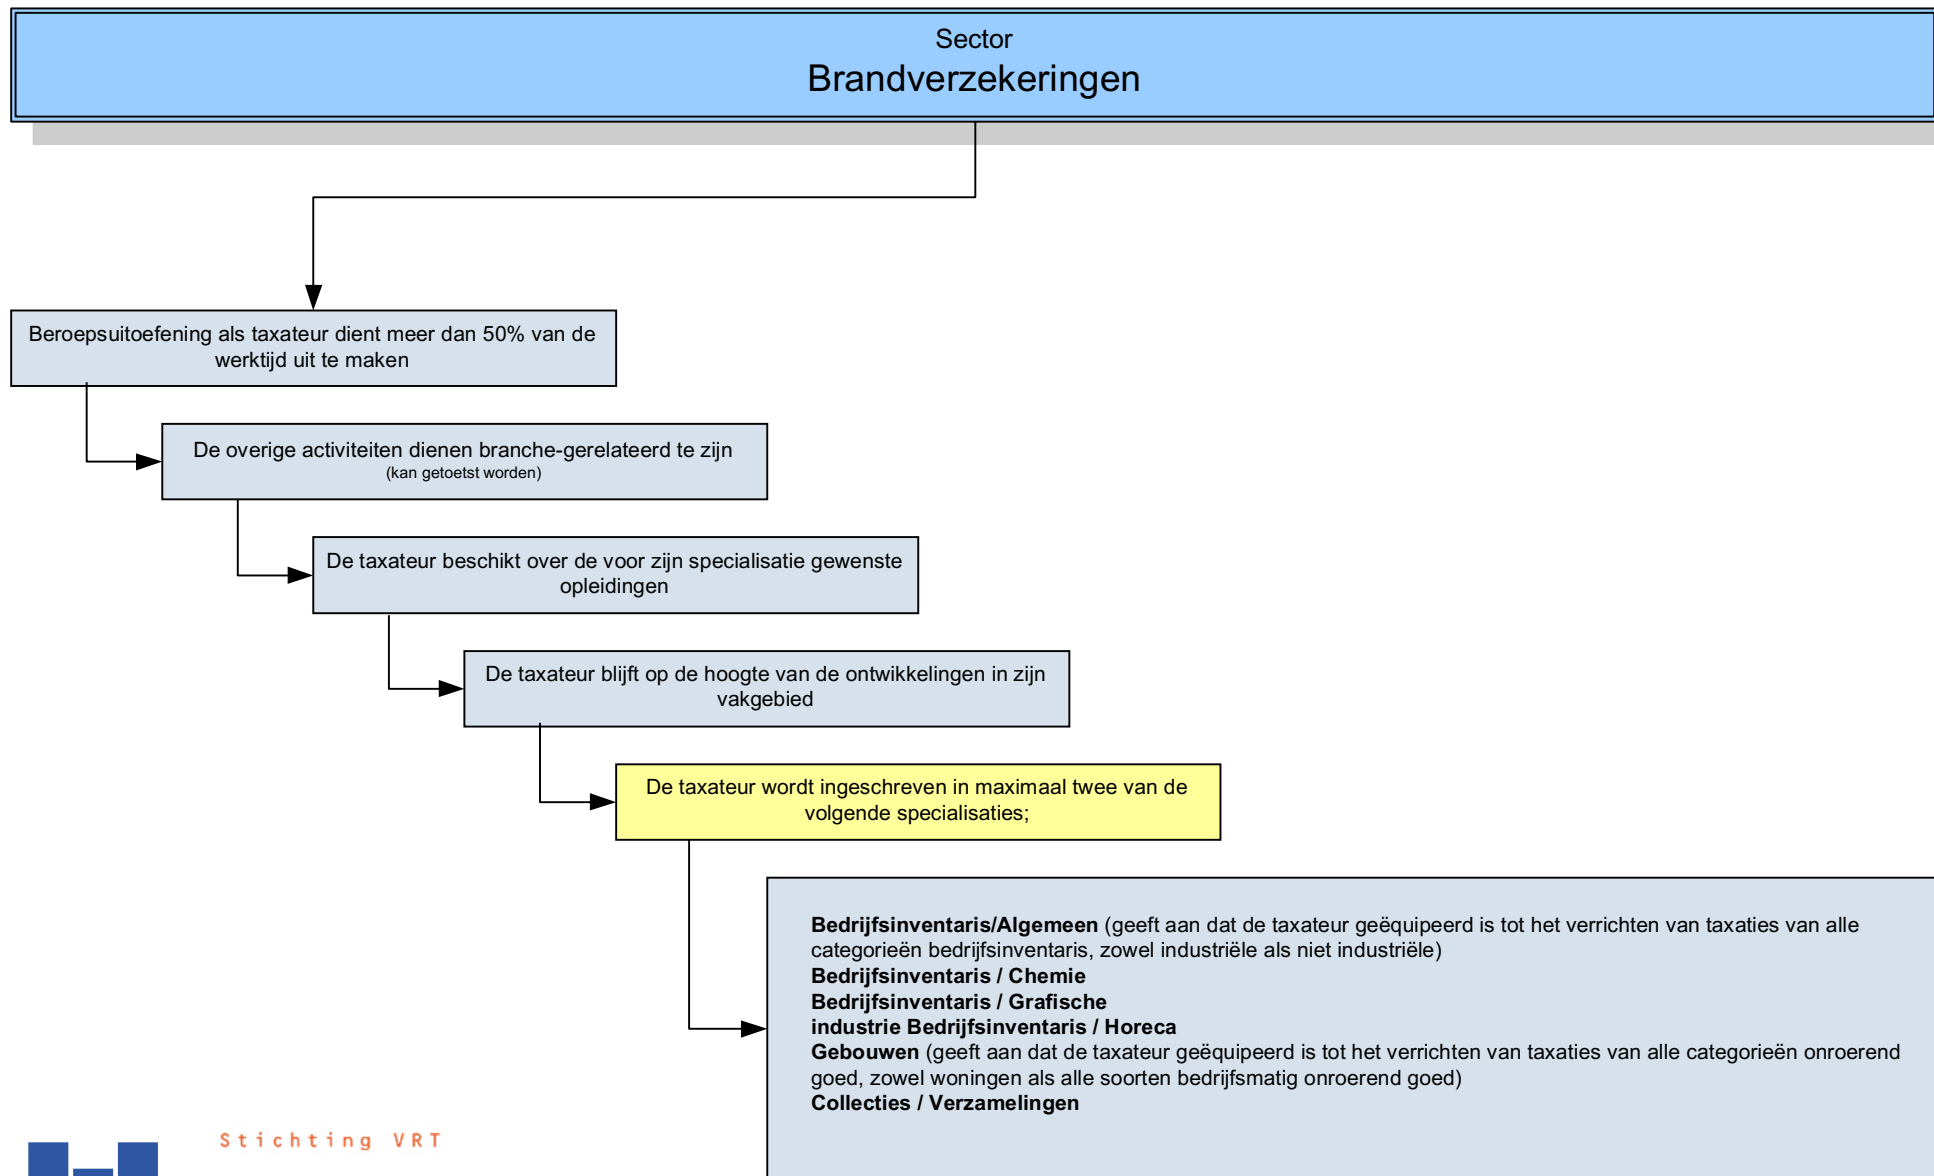 Sector
Brandverzekeringen
Beroepsuitoefening als taxateur dient meer dan 50% van de
werktijd uit te maken
De overige activiteiten dienen branche-gerelateerd te zijn
(kan getoetst worden)
De taxateur beschikt over de voor zijn specialisatie gewenste
opleidingen
De taxateur blijft op de hoogte van de ontwikkelingen in zijn
vakgebied
De taxateur wordt ingeschreven in maximaal twee van de
volgende specialisaties;
Bedrijfsinventaris/Algemeen (geeft aan dat de taxateur geëquipeerd is tot het verrichten van taxaties van alle
categorieën bedrijfsinventaris, zowel industriële als niet industriële)
Bedrijfsinventaris / Chemie
Bedrijfsinventaris / Grafische
industrie Bedrijfsinventaris / Horeca
Gebouwen (geeft aan dat de taxateur geëquipeerd is tot het verrichten van taxaties van alle categorieën onroerend
goed, zowel woningen als alle soorten bedrijfsmatig onroerend goed)
Collecties / Verzamelingen
Stichting VRT